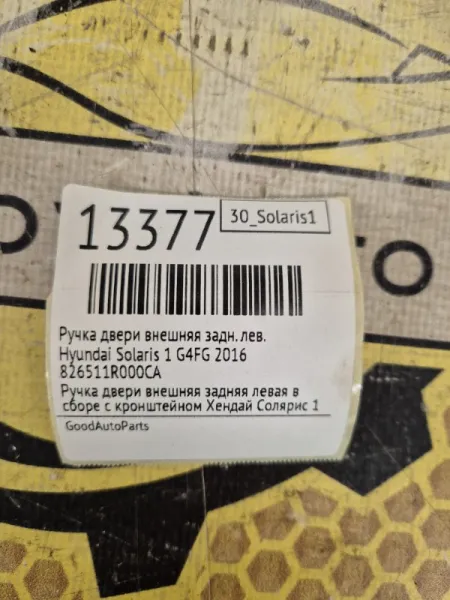 13377
30_Solaris1
Ручка двери внешняя задн. лев.
Hyundai Solaris 1 G4FG 2016
826511R000CA
Ручка двери внешняя задняя левая в
сборе с кронштейном Хендай Солярис 1
GoodAutoParts